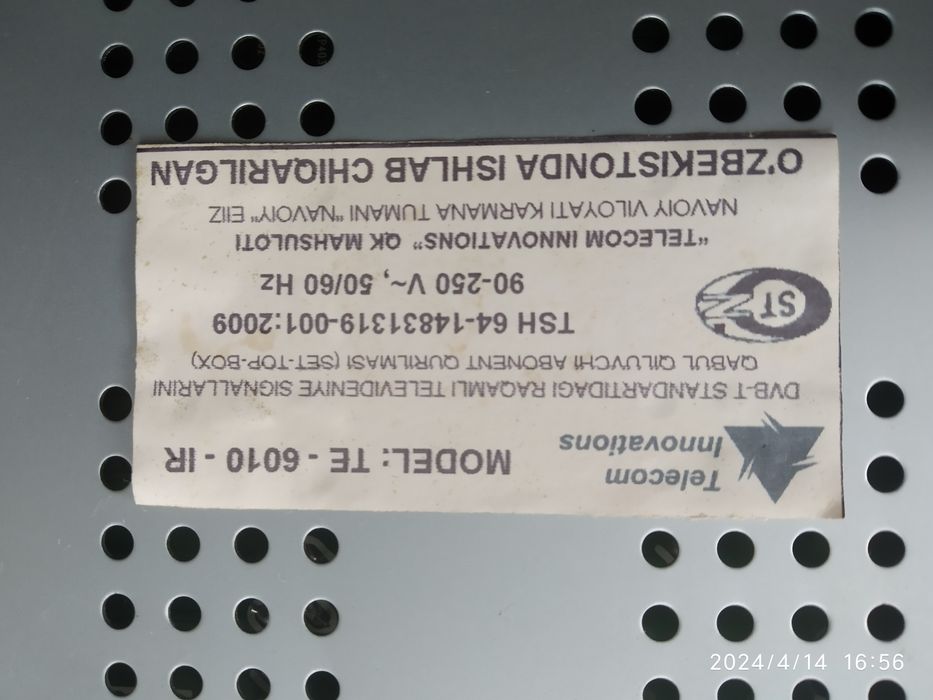 Telecom
Innovations
MODEL: TE - 6010 - IR
DVB-T STANDARTIDAGI RAQAMLI TELEVIDENIYE SIGNALLARINI
QABUL QILUVCHI ABONENT QURILMASI (SET-TOP-BOX)
TSH 64-14831319-001:2009
90-250 V~, 50/60 Hz
"TELECOM INNOVATIONS" QK MAHSULOTI
NAVOIY VILOYATI KARMANA TUMANI "NAVOIY" EIIZ
O'ZBEKISTONDA ISHLAB CHIQARILGAN
ST
2024/4/14 16:56